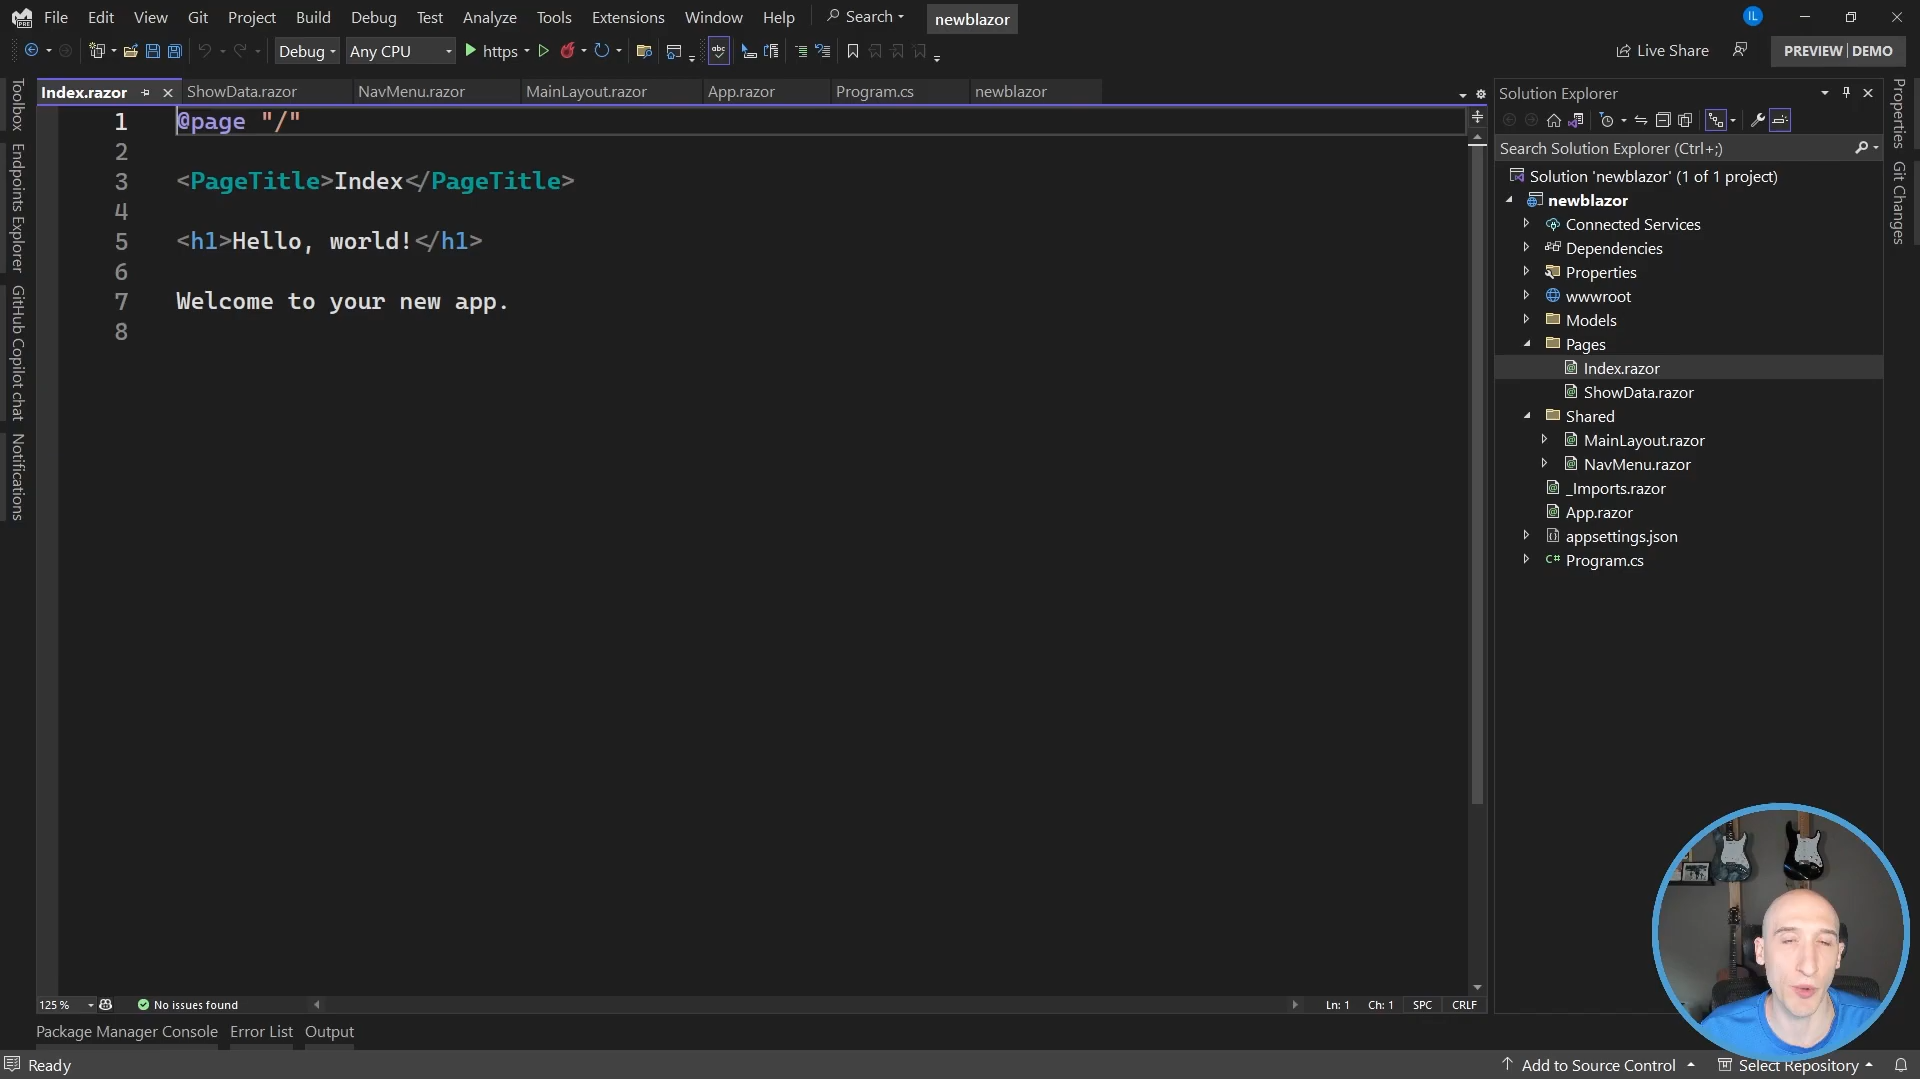 File Edit View Git Project Build Debug Test Analyze Tools Extensions Window Help Search newblazor IL
Debug Any CPU https abc Live Share PREVIEW | DEMO
Index.razor ShowData.razor NavMenu.razor MainLayout.razor App.razor Program.cs newblazor
Toolbox
Endpoints Explorer
GitHub Copilot chat
Notifications
1 @page "/"
2
3 <PageTitle>Index</PageTitle>
4
5 <h1>Hello, world!</h1>
6
7 Welcome to your new app.
8
125 % No issues found Ln: 1 Ch: 1 SPC CRLF
Package Manager Console Error List Output
Solution Explorer
Search Solution Explorer (Ctrl+;)
Solution 'newblazor' (1 of 1 project)
newblazor
Connected Services
Dependencies
Properties
wwwroot
Models
Pages
Index.razor
ShowData.razor
Shared
MainLayout.razor
NavMenu.razor
_Imports.razor
App.razor
appsettings.json
C# Program.cs
Properties
Git Changes
Ready Add to Source Control Select Repository